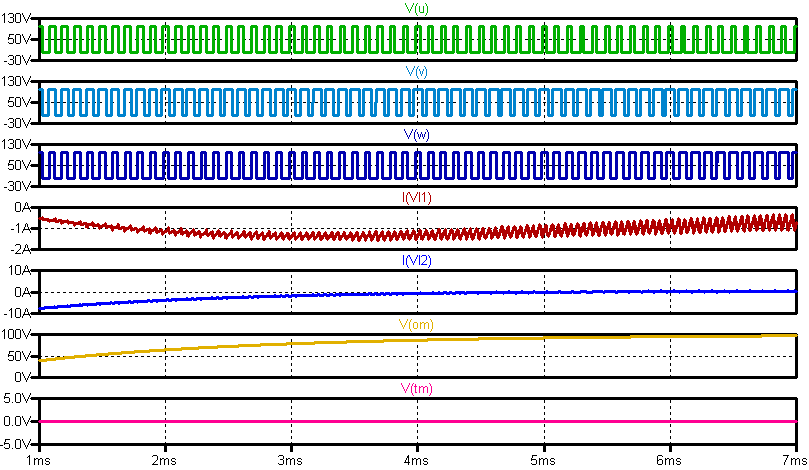 V(u)
130V
50V
-30V
V(v)
130V
50V
-30V
V(w)
130V
50V
-30V
I(VI1)
0A
-1A
-2A
I(VI2)
10A
0A
-10A
V(om)
100V
50V
0V
V(tm)
5.0V
0.0V
-5.0V
1ms 2ms 3ms 4ms 5ms 6ms 7ms